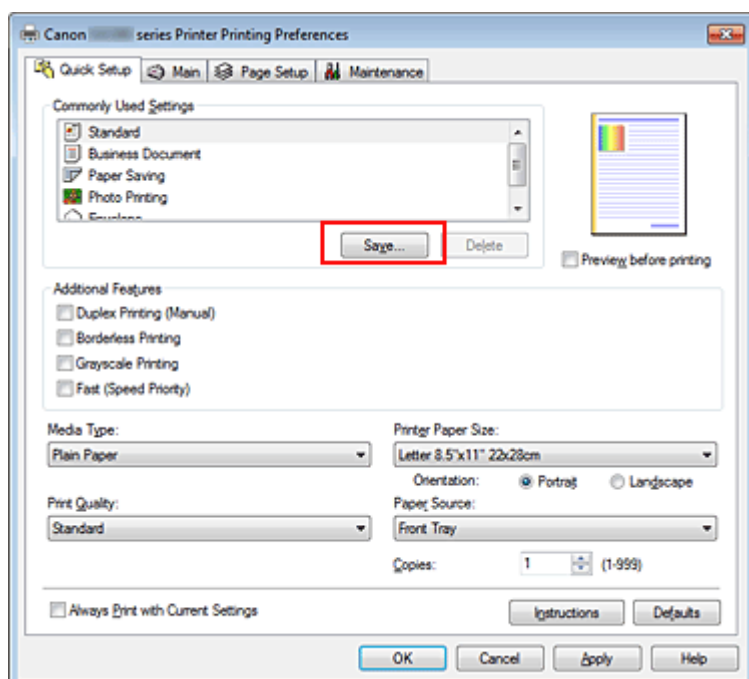 Canon series Printer Printing Preferences
Quick Setup Main Page Setup Maintenance
Commonly Used Settings
Standard
Business Document
Paper Saving
Photo Printing
Envelope
Save... Delete
Preview before printing
Additional Features
Duplex Printing (Manual)
Borderless Printing
Grayscale Printing
Fast (Speed Priority)
Media Type: Printer Paper Size:
Plain Paper Letter 8.5"x11" 22x28cm
Orientation: Portrait Landscape
Print Quality: Paper Source:
Standard Front Tray
Copies: 1 (1-999)
Always Print with Current Settings Instructions Defaults
OK Cancel Apply Help